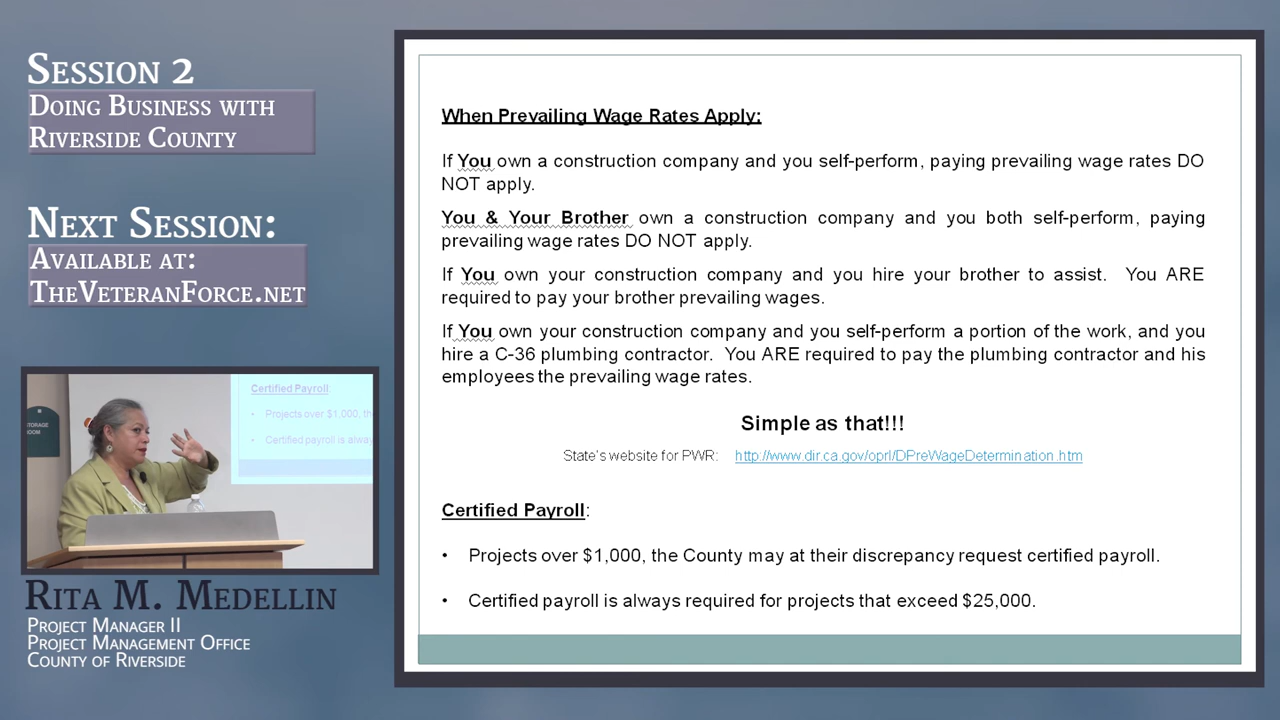 SESSION 2
DOING BUSINESS WITH
RIVERSIDE COUNTY
NEXT SESSION:
AVAILABLE AT:
THEVETERANFORCE.NET
STORAGE
ROOM
Certified Payroll:
• Projects over $1,000, th
• Certified payroll is alway
RITA M. MEDELLIN
PROJECT MANAGER II
PROJECT MANAGEMENT OFFICE
COUNTY OF RIVERSIDE
When Prevailing Wage Rates Apply:
If You own a construction company and you self-perform, paying prevailing wage rates DO
NOT apply.
You & Your Brother own a construction company and you both self-perform, paying
prevailing wage rates DO NOT apply.
If You own your construction company and you hire your brother to assist. You ARE
required to pay your brother prevailing wages.
If You own your construction company and you self-perform a portion of the work, and you
hire a C-36 plumbing contractor. You ARE required to pay the plumbing contractor and his
employees the prevailing wage rates.
Simple as that!!!
State's website for PWR: http://www.dir.ca.gov/oprl/DPreWageDetermination.htm
Certified Payroll:
• Projects over $1,000, the County may at their discrepancy request certified payroll.
• Certified payroll is always required for projects that exceed $25,000.